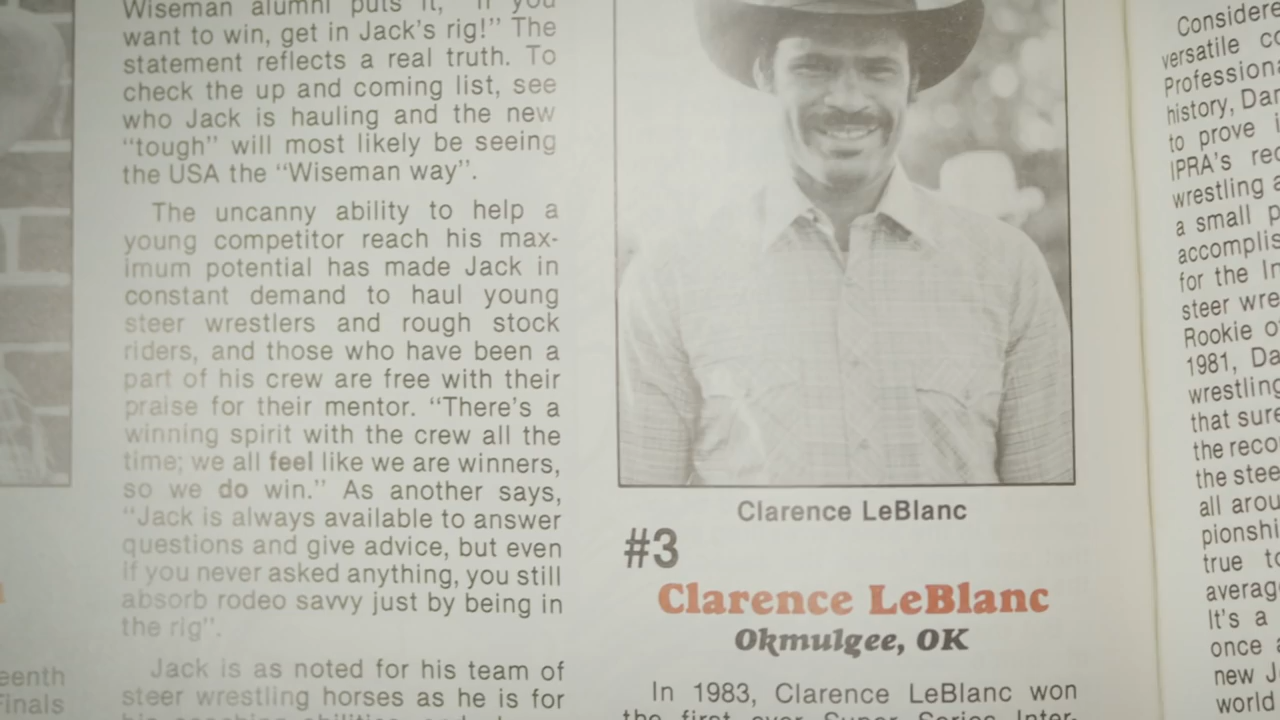 Wiseman alumni puts it, "If you
want to win, get in Jack's rig!" The
statement reflects a real truth. To
check the up and coming list, see
who Jack is hauling and the new
"tough" will most likely be seeing
the USA the "Wiseman way".
The uncanny ability to help a
young competitor reach his max-
imum potential has made Jack in
constant demand to haul young
steer wrestlers and rough stock
riders, and those who have been a
part of his crew are free with their
praise for their mentor. "There's a
winning spirit with the crew all the
time; we all feel like we are winners,
so we do win." As another says,
"Jack is always available to answer
questions and give advice, but even
if you never asked anything, you still
absorb rodeo savvy just by being in
the rig".
Jack is as noted for his team of
steer wrestling horses as he is for
eenth
Finals
Clarence LeBlanc
#3
Clarence LeBlanc
Okmulgee, OK
In 1983, Clarence LeBlanc won
the first ever Super Series Inter-
Considere
versatile co
Professiona
history, Dar
to prove i
IPRA's rec
wrestling a
a small p
accomplis
for the In
steer wre
Rookie o
1981, Da
wrestling
that sure
the reco
the stee
all arou
pionshi
true to
averag
It's a
once a
new J
world